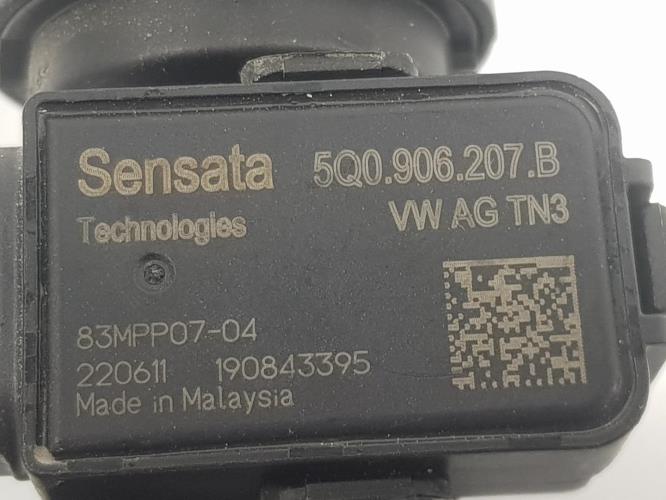 Sensata 5Q0.906.207.B
Technologies VW AG TN3
83MPP07-04
220611 190843395
Made in Malaysia